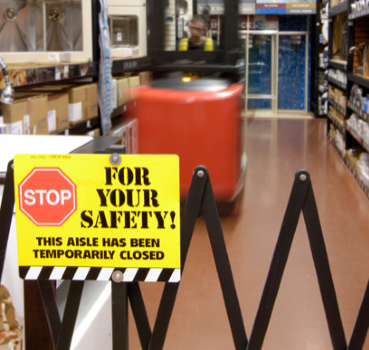 STOP
FOR
YOUR
SAFETY!
THIS AISLE HAS BEEN
TEMPORARILY CLOSED